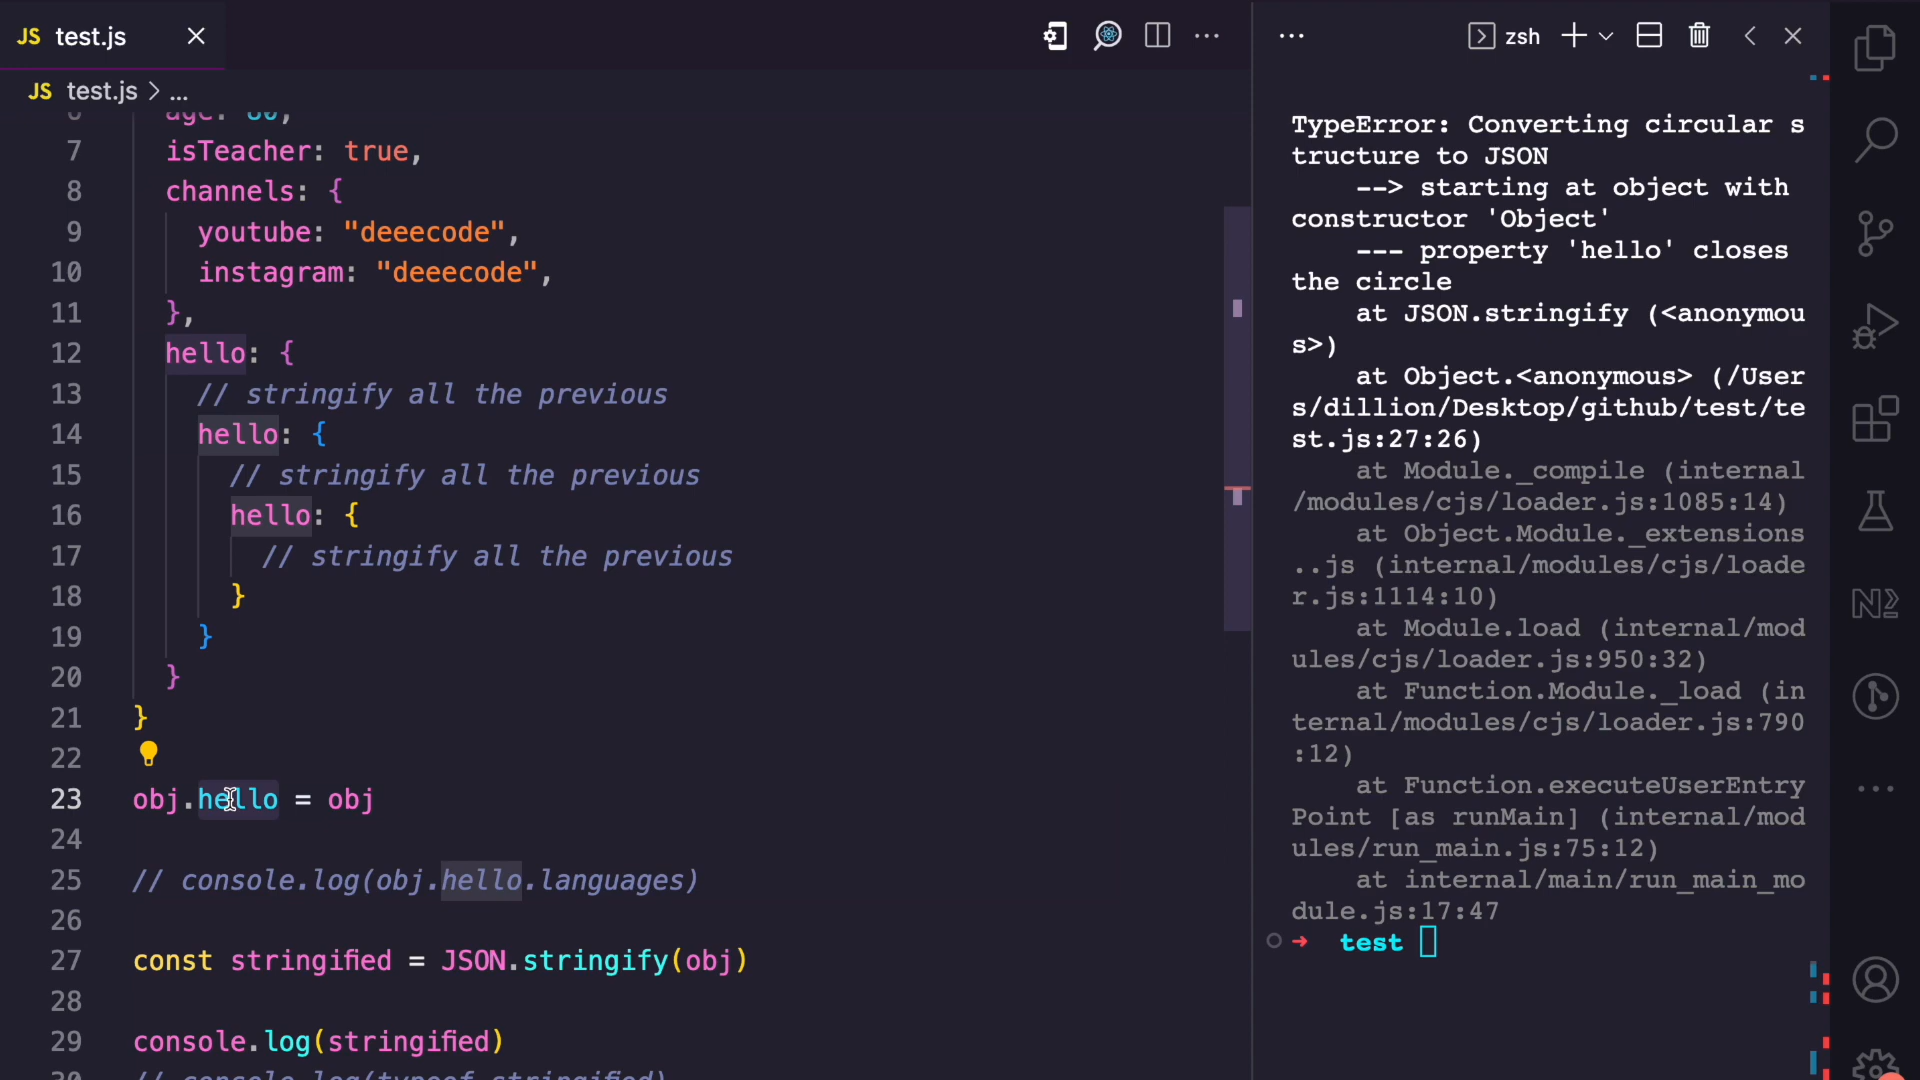 JS test.js
zsh
JS test.js > ...
6 age: 80,
7 isTeacher: true,
8 channels: {
9 youtube: "deeecode",
10 instagram: "deeecode",
11 },
12 hello: {
13 // stringify all the previous
14 hello: {
15 // stringify all the previous
16 hello: {
17 // stringify all the previous
18 }
19 }
20 }
21 }
22
23 obj.hello = obj
24
25 // console.log(obj.hello.languages)
26
27 const stringified = JSON.stringify(obj)
28
29 console.log(stringified)
30 // console.log(typeof stringified)
TypeError: Converting circular s
tructure to JSON
--> starting at object with
constructor 'Object'
--- property 'hello' closes
the circle
at JSON.stringify (<anonymou
s>)
at Object.<anonymous> (/User
s/dillion/Desktop/github/test/te
st.js:27:26)
at Module._compile (internal
/modules/cjs/loader.js:1085:14)
at Object.Module._extensions
..js (internal/modules/cjs/loade
r.js:1114:10)
at Module.load (internal/mod
ules/cjs/loader.js:950:32)
at Function.Module._load (in
ternal/modules/cjs/loader.js:790
:12)
at Function.executeUserEntry
Point [as runMain] (internal/mod
ules/run_main.js:75:12)
at internal/main/run_main_mo
dule.js:17:47
➜ test